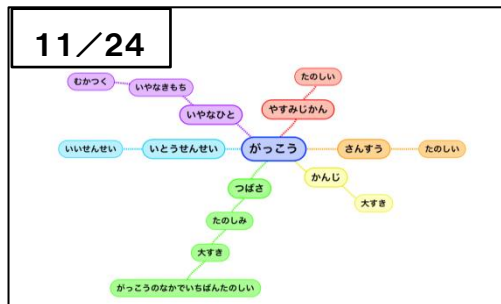 11／24
むかつく
いやなきもち
いやなひと
たのしい
やすみじかん
いいせんせい
いとうせんせい
がっこう
さんすう
たのしい
かんじ
大すき
つばさ
たのしみ
大すき
がっこうのなかでいちばんたのしい